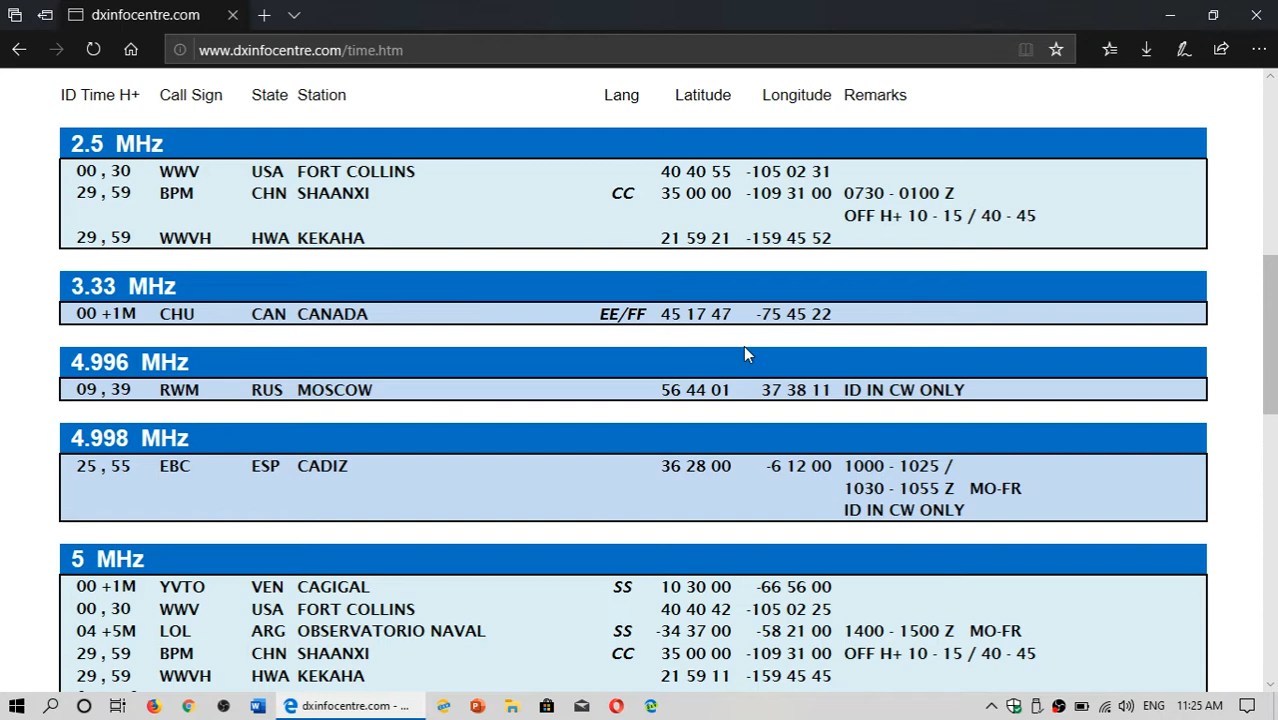 dxinfocentre.com
www.dxinfocentre.com/time.htm
ID Time H+ Call Sign State Station Lang Latitude Longitude Remarks
2.5 MHz
00 , 30 WWV USA FORT COLLINS 40 40 55 -105 02 31
29 , 59 BPM CHN SHAANXI CC 35 00 00 -109 31 00 0730 - 0100 Z
OFF H+ 10 - 15 / 40 - 45
29 , 59 WWVH HWA KEKAHA 21 59 21 -159 45 52
3.33 MHz
00 +1M CHU CAN CANADA EE/FF 45 17 47 -75 45 22
4.996 MHz
09 , 39 RWM RUS MOSCOW 56 44 01 37 38 11 ID IN CW ONLY
4.998 MHz
25 , 55 EBC ESP CADIZ 36 28 00 -6 12 00 1000 - 1025 /
1030 - 1055 Z MO-FR
ID IN CW ONLY
5 MHz
00 +1M YVTO VEN CAGIGAL SS 10 30 00 -66 56 00
00 , 30 WWV USA FORT COLLINS 40 40 42 -105 02 25
04 +5M LOL ARG OBSERVATORIO NAVAL SS -34 37 00 -58 21 00 1400 - 1500 Z MO-FR
29 , 59 BPM CHN SHAANXI CC 35 00 00 -109 31 00 OFF H+ 10 - 15 / 40 - 45
29 , 59 WWVH HWA KEKAHA 21 59 11 -159 45 45
dxinfocentre.com - ... ENG 11:25 AM